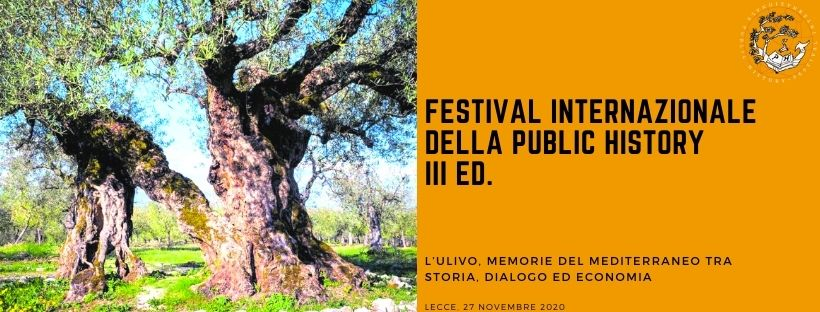 FESTIVAL INTERNAZIONALE
DELLA PUBLIC HISTORY
III ED.
L'ULIVO, MEMORIE DEL MEDITERRANEO TRA
STORIA, DIALOGO ED ECONOMIA
LECCE, 27 NOVEMBRE 2020